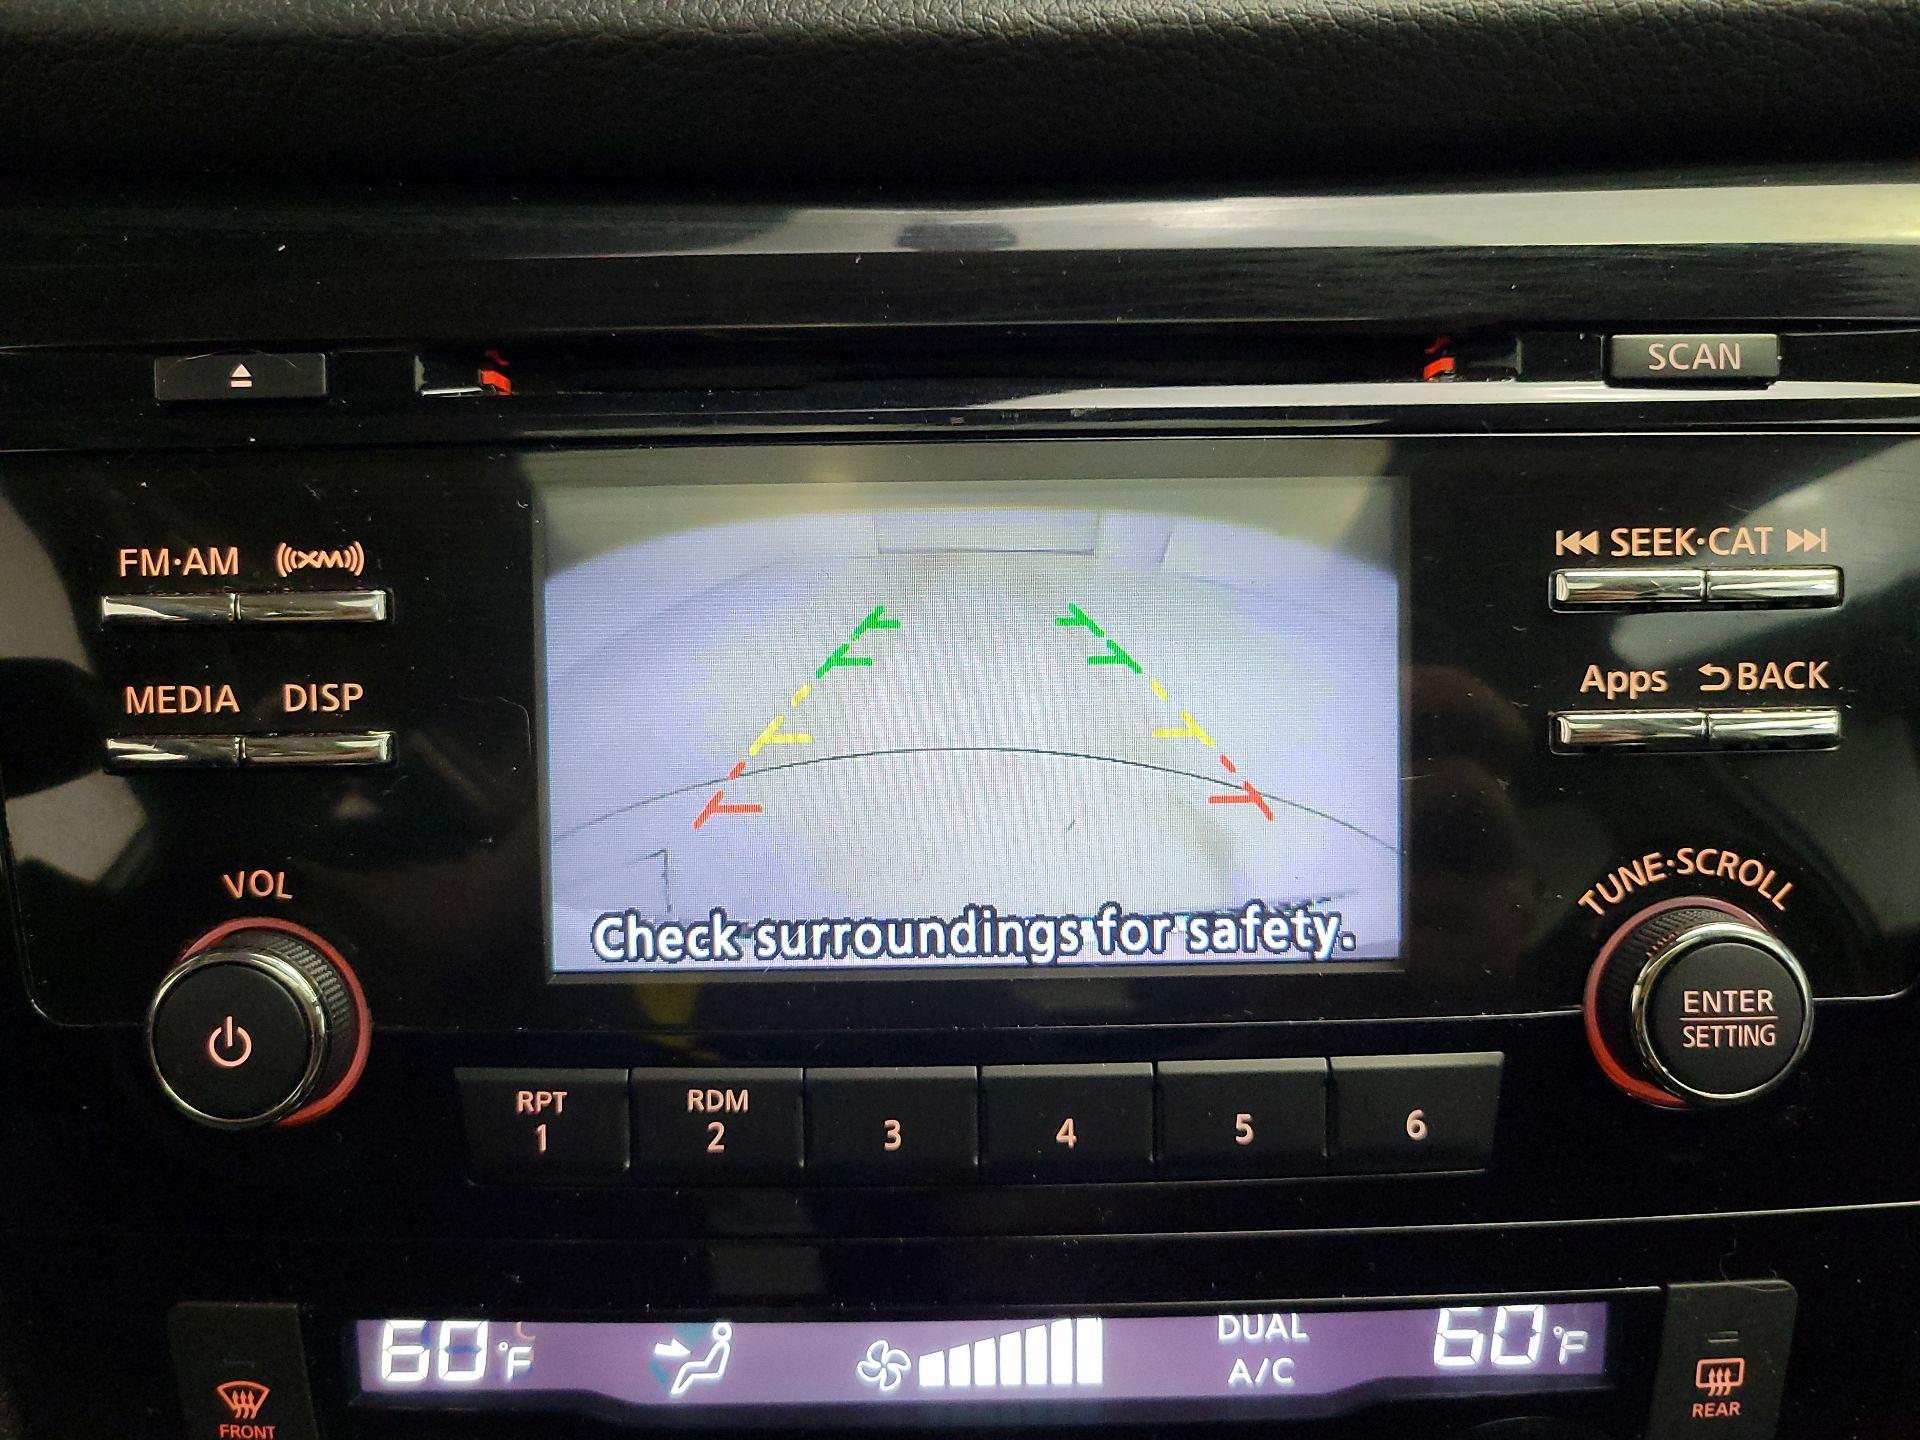 SCAN
FM·AM XM
SEEK·CAT
MEDIA DISP
Apps BACK
Check surroundings for safety.
VOL
TUNE·SCROLL
ENTER
SETTING
RPT
1
RDM
2
3
4
5
6
60°F
DUAL
A/C
60°F
FRONT
REAR